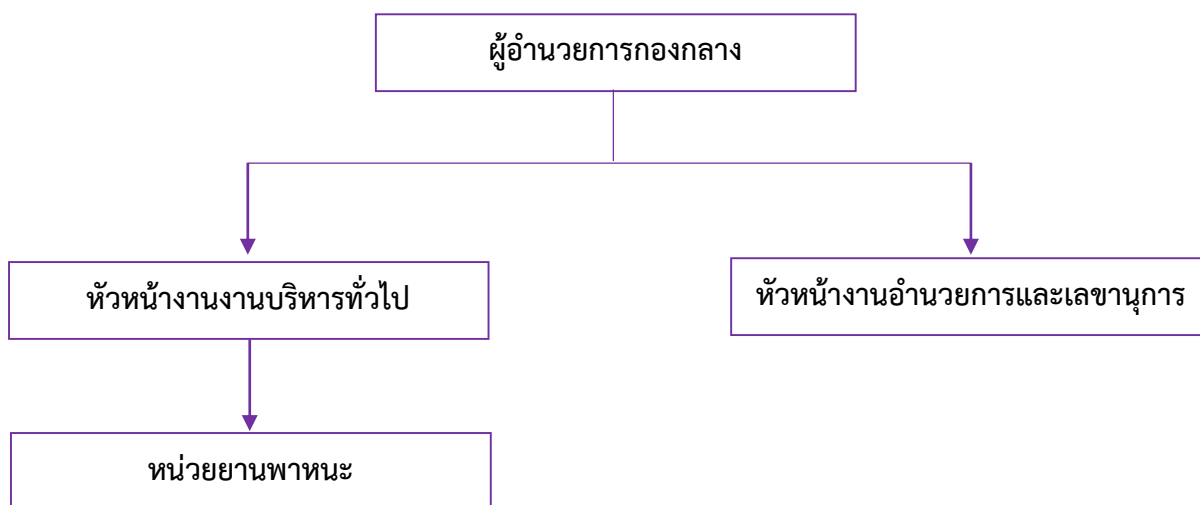 ผู้อำนวยการกองกลาง
หัวหน้างานงานบริหารทั่วไป
หัวหน้างานอำนวยการและเลขานุการ
หน่วยยานพาหนะ